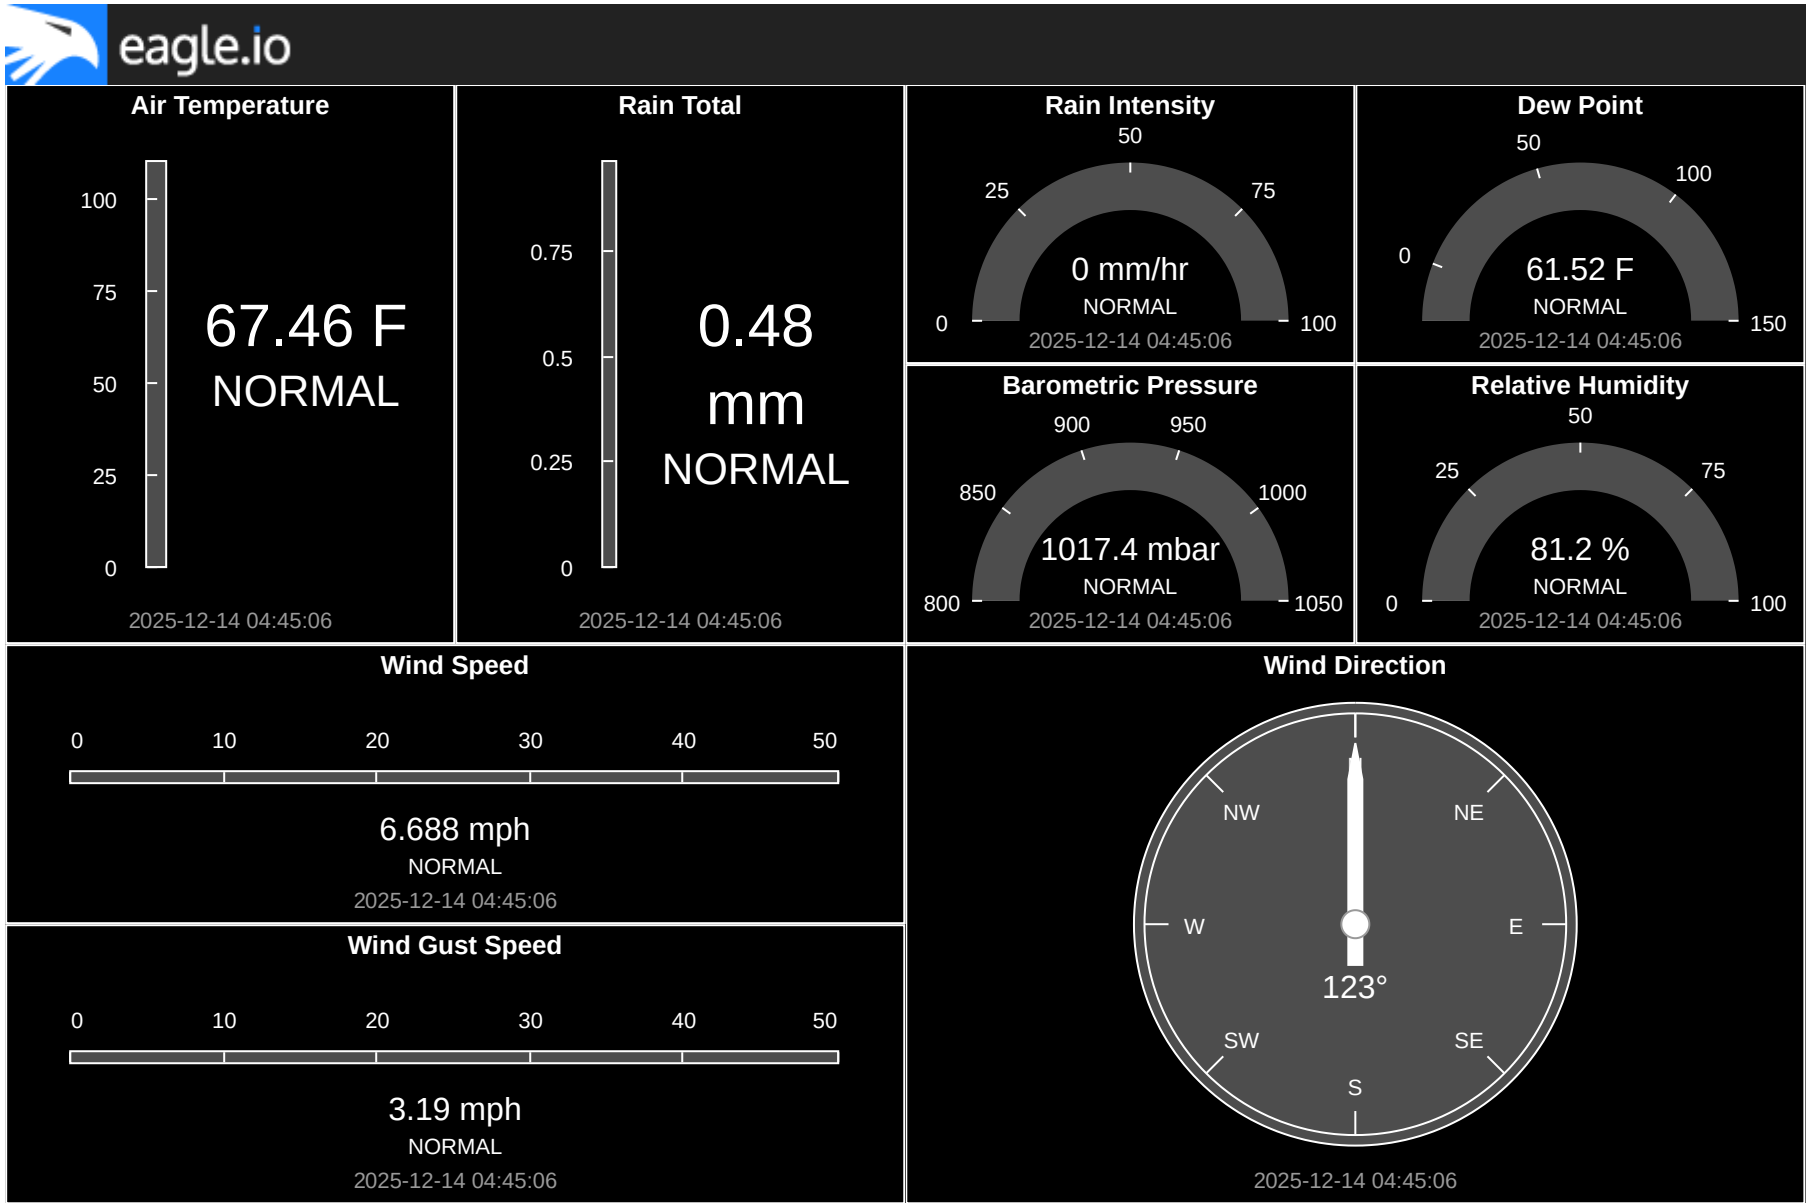 eagle.io
Air Temperature
100
75
50
25
0
67.46 F
NORMAL
2025-12-14 04:45:06
Rain Total
0.75
0.5
0.25
0
0.48
mm
NORMAL
2025-12-14 04:45:06
Rain Intensity
0
25
50
75
100
0 mm/hr
NORMAL
2025-12-14 04:45:06
Dew Point
0
50
100
150
61.52 F
NORMAL
2025-12-14 04:45:06
Barometric Pressure
800
850
900
950
1000
1050
1017.4 mbar
NORMAL
2025-12-14 04:45:06
Relative Humidity
0
25
50
75
100
81.2 %
NORMAL
2025-12-14 04:45:06
Wind Speed
0 10 20 30 40 50
6.688 mph
NORMAL
2025-12-14 04:45:06
Wind Gust Speed
0 10 20 30 40 50
3.19 mph
NORMAL
2025-12-14 04:45:06
Wind Direction
NW NE
W E
123°
SW SE
S
2025-12-14 04:45:06